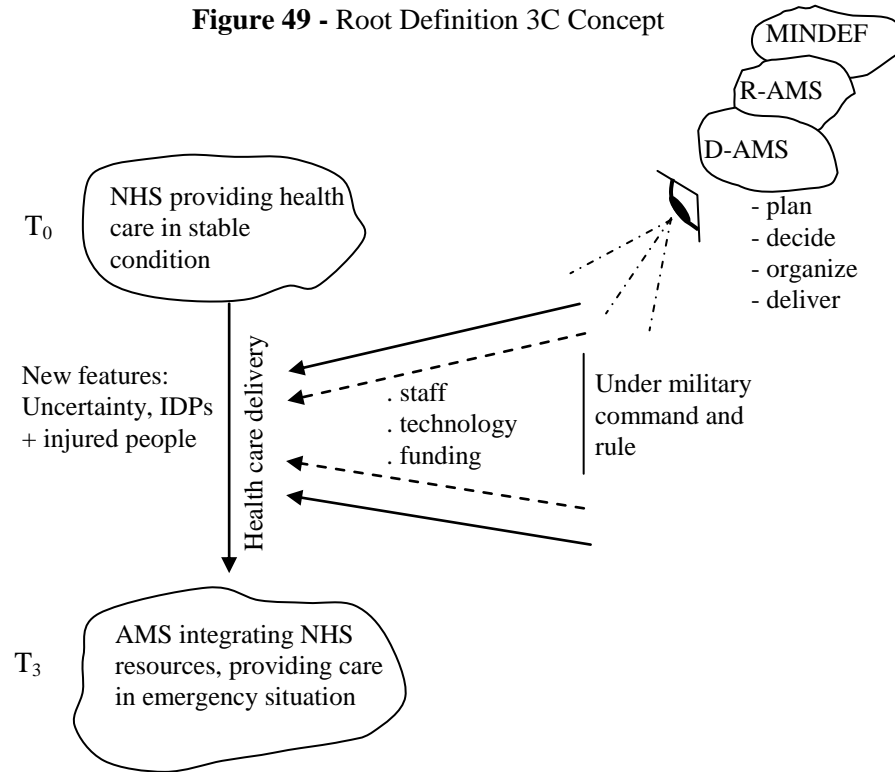 Figure 49 - Root Definition 3C Concept
MINDEF
R-AMS
D-AMS
- plan
- decide
- organize
- deliver
T0
NHS providing health
care in stable
condition
New features:
Uncertainty, IDPs
+ injured people
Health care delivery
. staff
. technology
. funding
Under military
command and
rule
T3
AMS integrating NHS
resources, providing care
in emergency situation